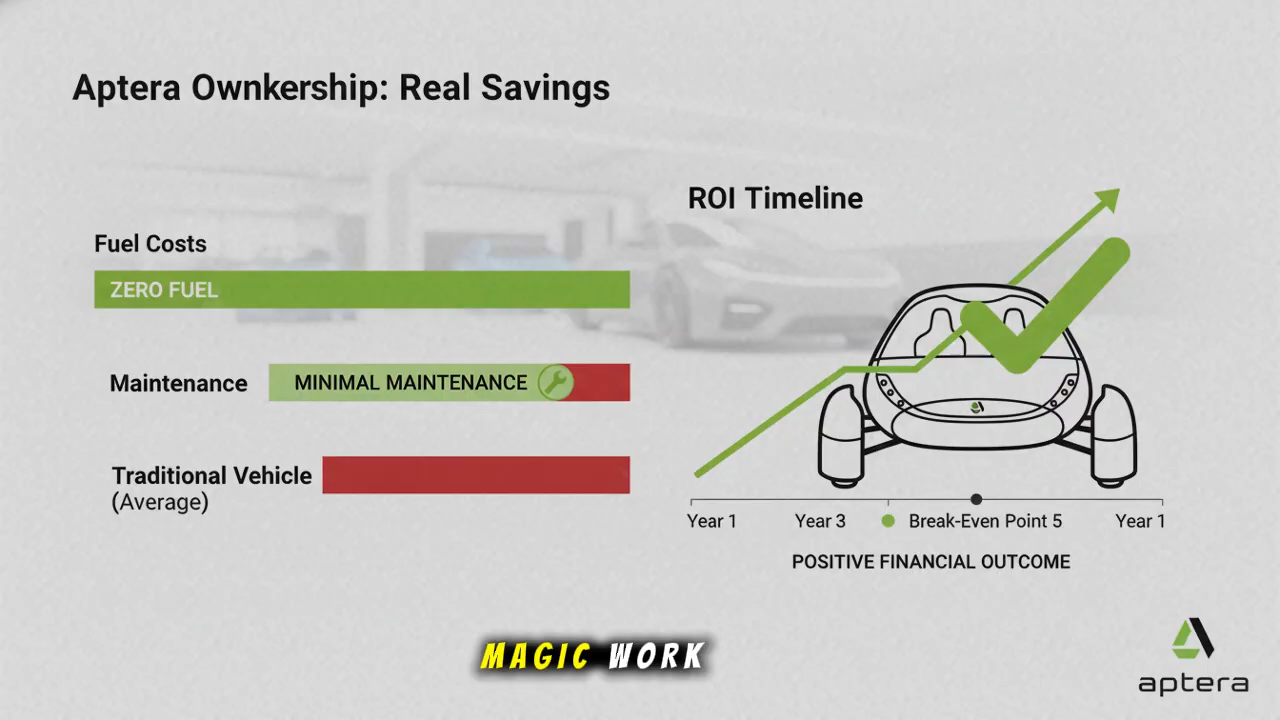 Aptera Ownkership: Real Savings
Fuel Costs
ZERO FUEL
Maintenance
MINIMAL MAINTENANCE
Traditional Vehicle
(Average)
ROI Timeline
Year 1
Year 3
Break-Even Point 5
Year 1
POSITIVE FINANCIAL OUTCOME
MAGIC WORK
aptera